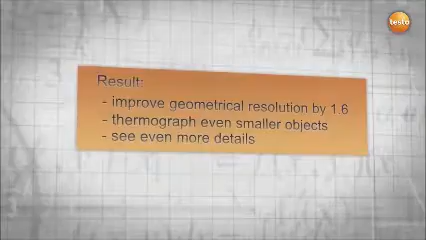 testo
Result:
- improve geometrical resolution by 1.6
- thermograph even smaller objects
- see even more details